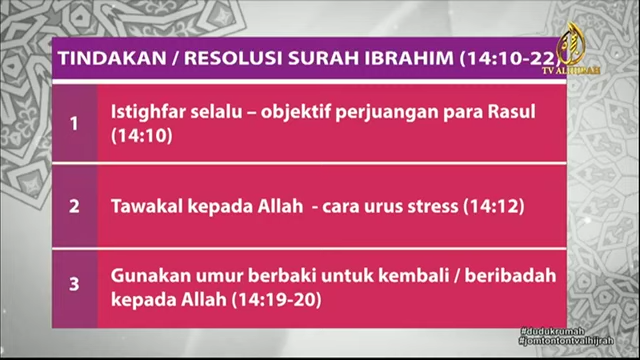 TINDAKAN / RESOLUSI SURAH IBRAHIM (14:10-22)
TV ALHIJRAH
1
Istighfar selalu – objektif perjuangan para Rasul
(14:10)
2
Tawakal kepada Allah - cara urus stress (14:12)
3
Gunakan umur berbaki untuk kembali / beribadah
kepada Allah (14:19-20)
#dudukrumah
#jomtontontvalhijrah